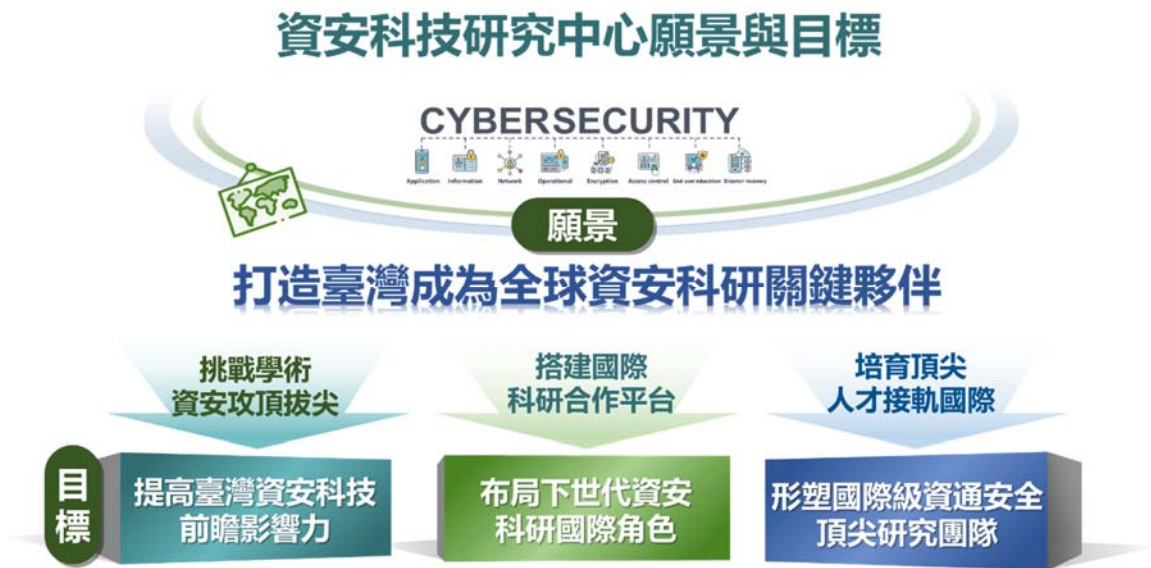 資安科技研究中心願景與目標
CYBERSECURITY
Application Information Network Operational Encryption Access control End user education Disaster recovery
願景
打造臺灣成為全球資安科研關鍵夥伴
挑戰學術
資安攻頂拔尖
搭建國際
科研合作平台
培育頂尖
人才接軌國際
目標
提高臺灣資安科技
前瞻影響力
布局下世代資安
科研國際角色
形塑國際級資通安全
頂尖研究團隊